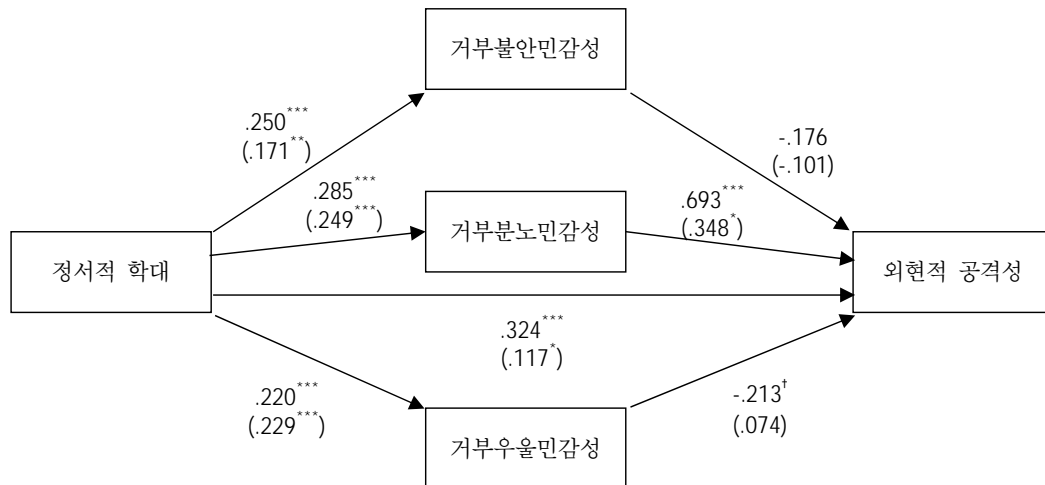 거부불안민감성
.250***
(.171**)
-.176
(-.101)
.285***
(.249***)
.693***
(.348*)
거부분노민감성
정서적 학대
외현적 공격성
.324***
(.117*)
.220***
(.229***)
-.213†
(.074)
거부우울민감성